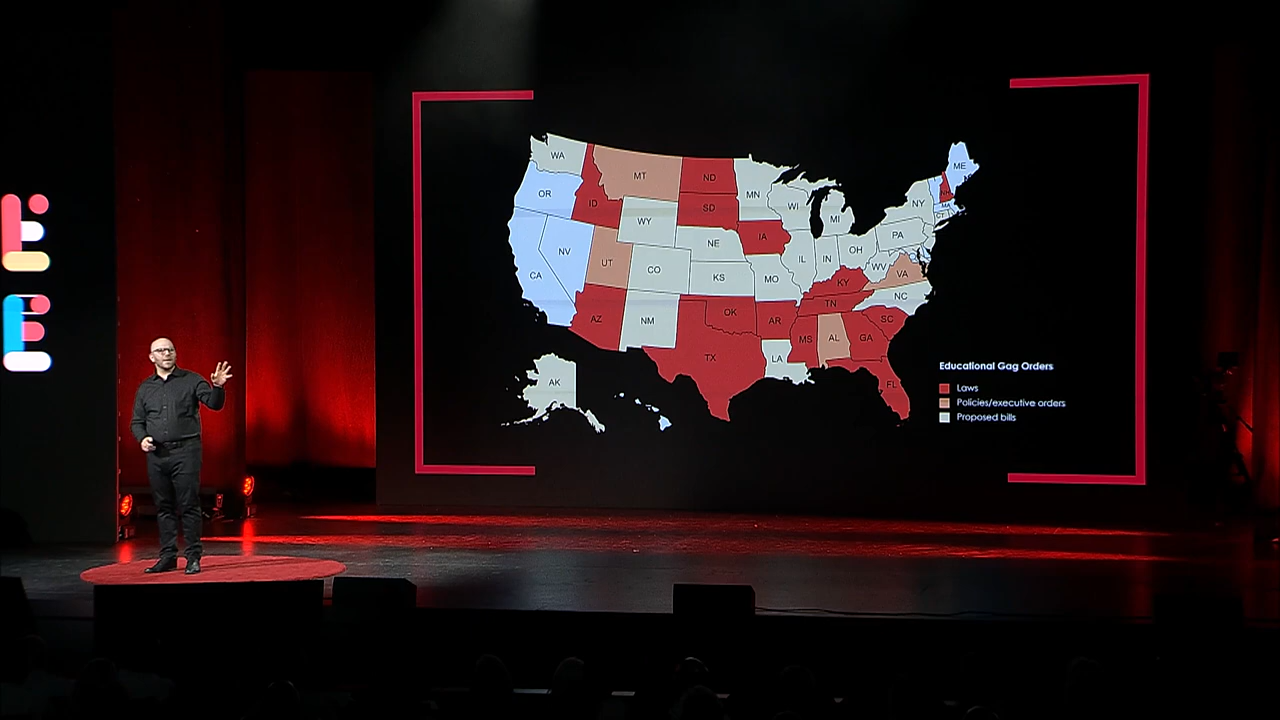 E
E
WA
MT
ND
ME
OR
ID
SD
MN
WI
MI
NY
NH
MA
CT
WY
IA
PA
NV
NE
IL
IN
OH
CA
UT
CO
KS
MO
KY
WV
VA
NC
AZ
NM
OK
AR
TN
SC
TX
LA
MS
AL
GA
FL
AK
Educational Gag Orders
Laws
Policies/executive orders
Proposed bills